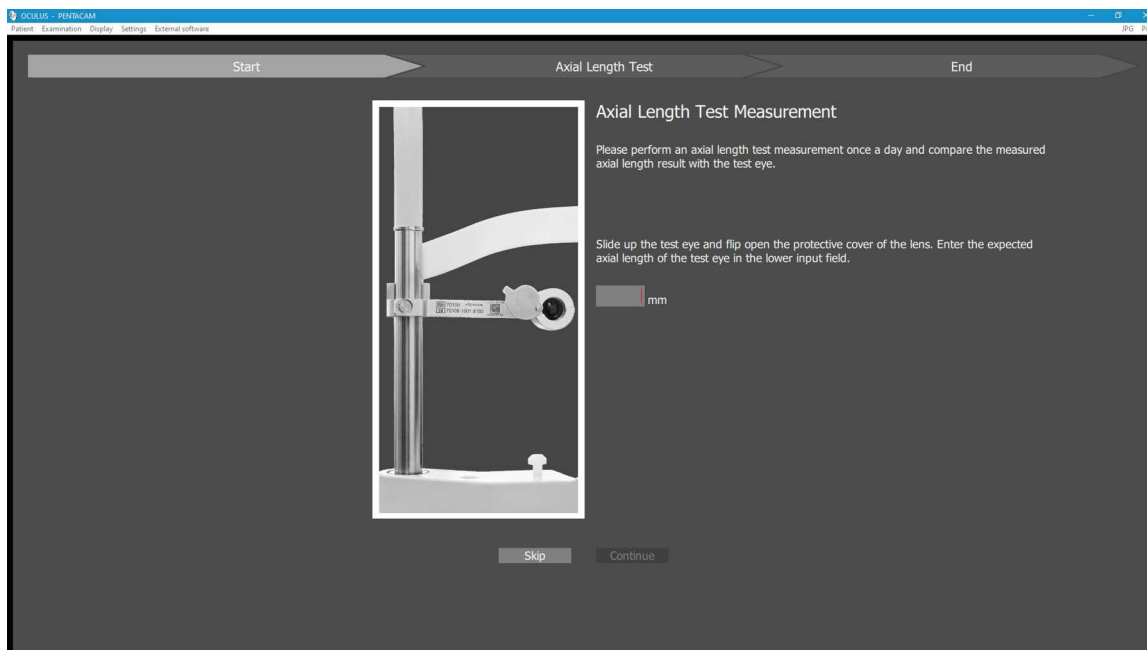 OCULUS - PENTACAM
Patient Examination Display Settings External software JPG
Start Axial Length Test End
Axial Length Test Measurement
Please perform an axial length test measurement once a day and compare the measured
axial length result with the test eye.
Slide up the test eye and flip open the protective cover of the lens. Enter the expected
axial length of the test eye in the lower input field.
mm
Skip Continue